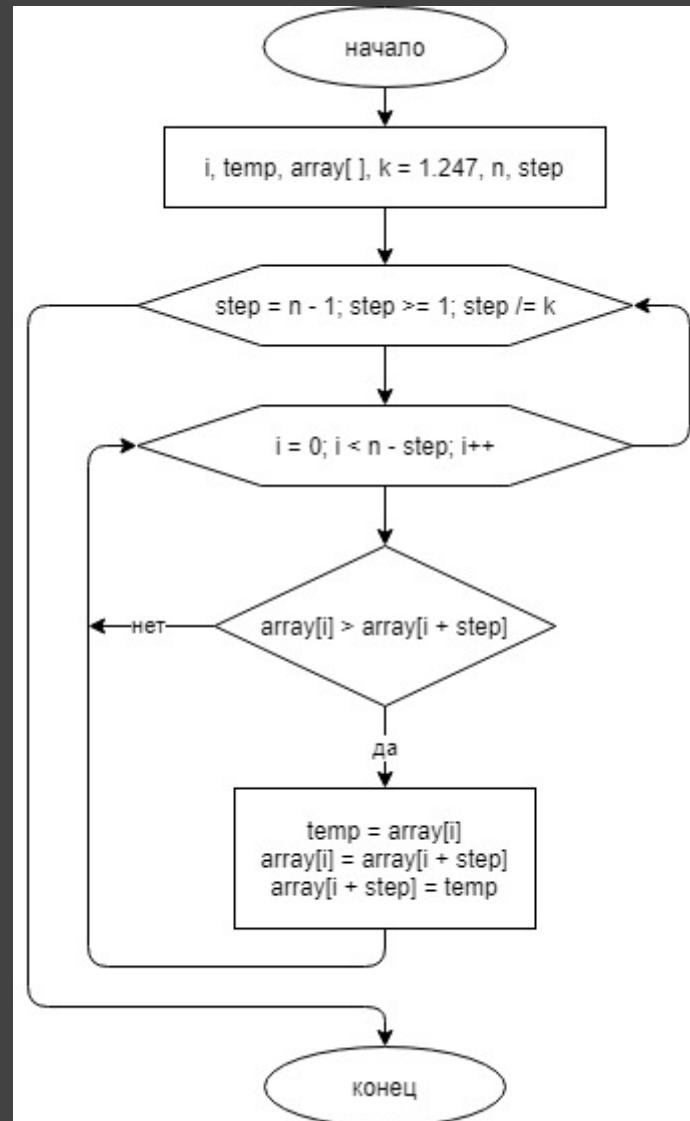 начало
i, temp, array[ ], k = 1.247, n, step
step = n - 1; step >= 1; step /= k
i = 0; i < n - step; i++
array[i] > array[i + step]
нет
да
temp = array[i]
array[i] = array[i + step]
array[i + step] = temp
конец